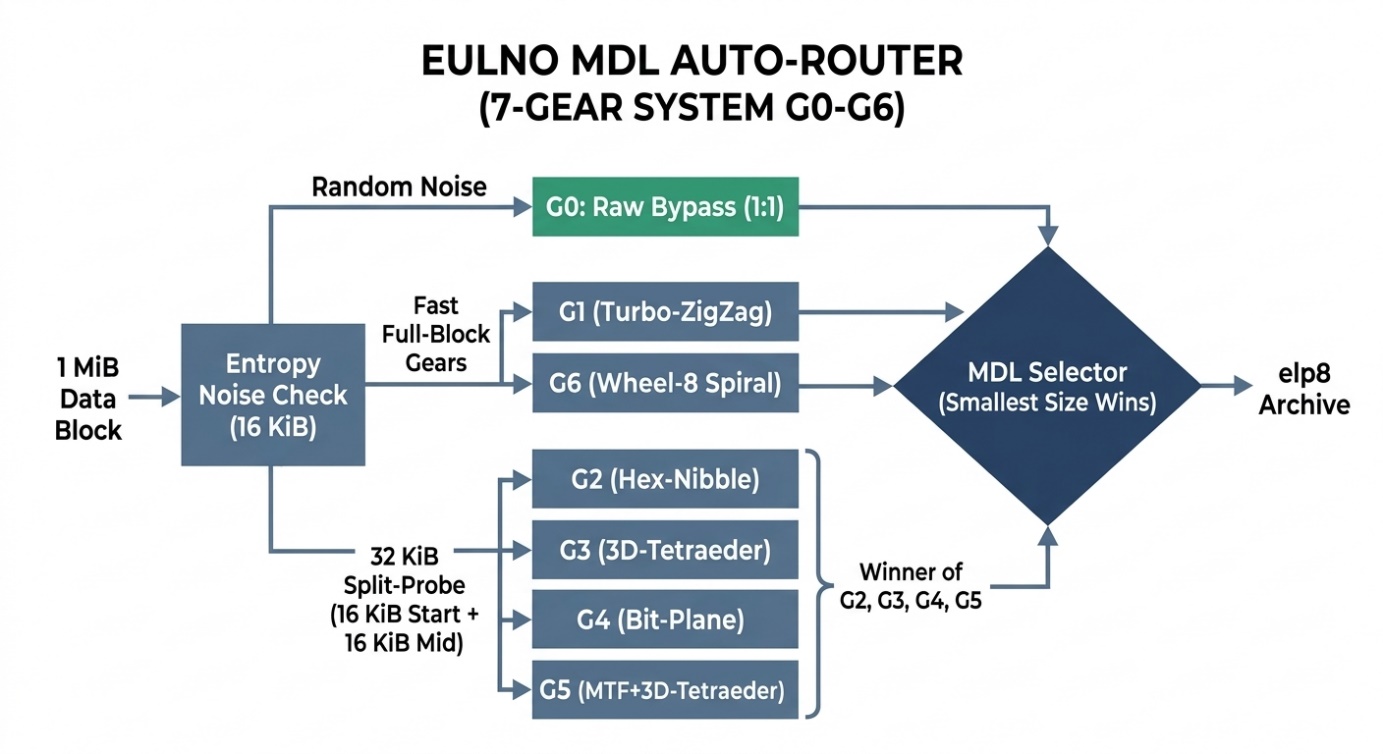 EULNO MDL AUTO-ROUTER
(7-GEAR SYSTEM G0-G6)
Random Noise
G0: Raw Bypass (1:1)
Fast
Full-Block
Gears
G1 (Turbo-ZigZag)
G6 (Wheel-8 Spiral)
1 MiB
Data
Block
Entropy
Noise Check
(16 KiB)
MDL Selector
(Smallest Size Wins)
elp8
Archive
32 KiB
Split-Probe
(16 KiB Start +
16 KiB Mid)
G2 (Hex-Nibble)
G3 (3D-Tetraeder)
G4 (Bit-Plane)
G5 (MTF+3D-Tetraeder)
Winner of
G2, G3, G4, G5